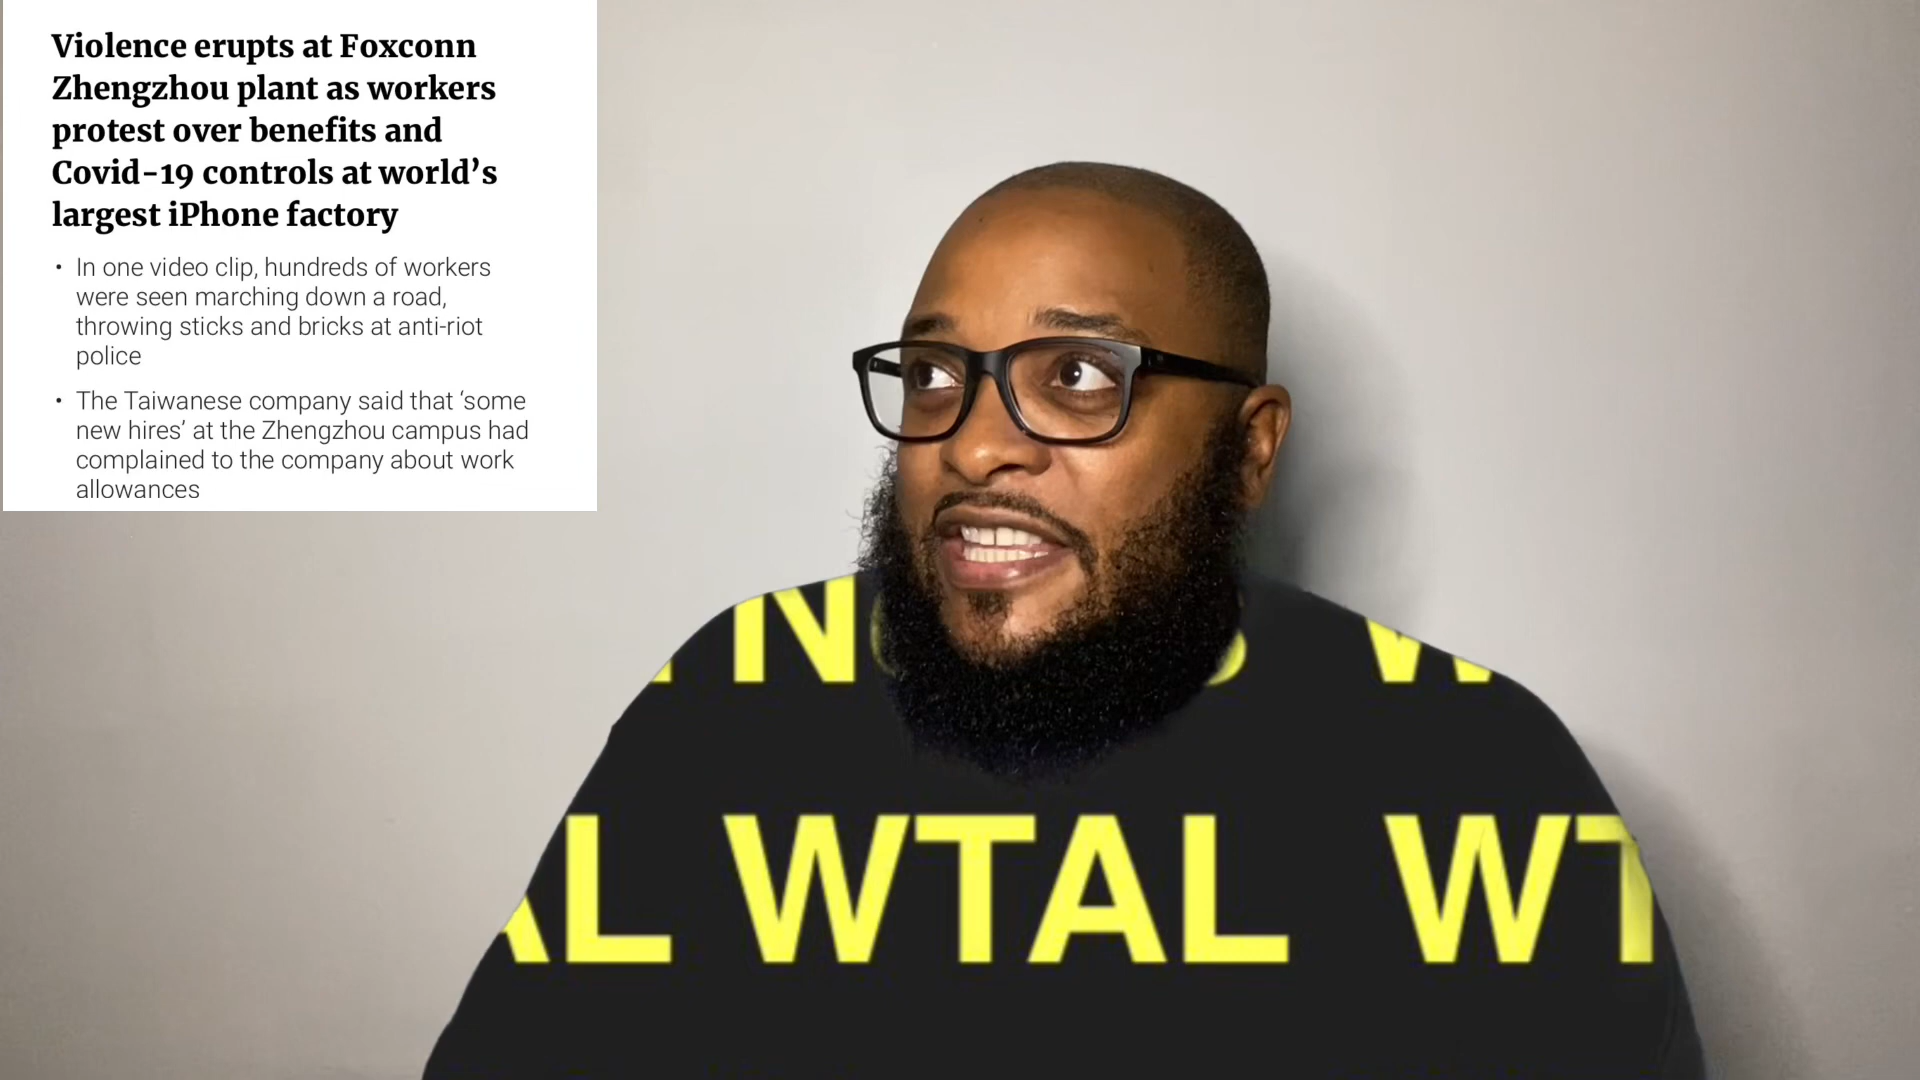 Violence erupts at Foxconn
Zhengzhou plant as workers
protest over benefits and
Covid-19 controls at world’s
largest iPhone factory
• In one video clip, hundreds of workers
were seen marching down a road,
throwing sticks and bricks at anti-riot
police
• The Taiwanese company said that ‘some
new hires’ at the Zhengzhou campus had
complained to the company about work
allowances
WTAL